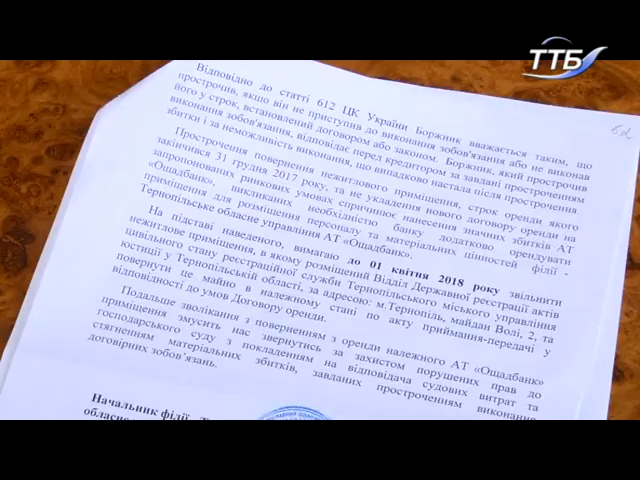 ТТБ
Відповідно до статті 612 ЦК України Боржник вважається таким, що
прострочив, якщо він не приступив до виконання зобов'язання або не виконав
його у строк, встановлений договором або законом. Боржник, який прострочив
виконання зобов'язання, відповідає перед кредитором за завдані простроченням
збитки і за неможливість виконання, що випадково настала після прострочення.
Прострочення повернення нежитлового приміщення, строк оренди якого
закінчився 31 грудня 2017 року, та не укладення нового договору оренди на
запропонованих ринкових умовах спричинює нанесення значних збитків АТ
«Ощадбанк», викликаних необхідністю банку додатково орендувати
приміщення для розміщення персоналу та матеріальних цінностей філії -
Тернопільське обласне управління АТ «Ощадбанк».
На підставі наведеного, вимагаю до 01 квітня 2018 року звільнити
нежитлове приміщення, в якому розміщений Відділ Державної реєстрації актів
цивільного стану реєстраційної служби Тернопільського міського управління
юстиції у Тернопільській області, за адресою: м.Тернопіль, майдан Волі, 2, та
повернути це майно в належному стані по акту приймання-передачі у
відповідності до умов Договору оренди.
Подальше зволікання з поверненням з оренди належного АТ «Ощадбанк»
приміщення змусить нас звернутись за захистом порушених прав до
господарського суду з покладенням на відповідача судових витрат та
стягненням матеріальних збитків, завданих простроченням виконання
договірних зобов'язань.
Начальник філії